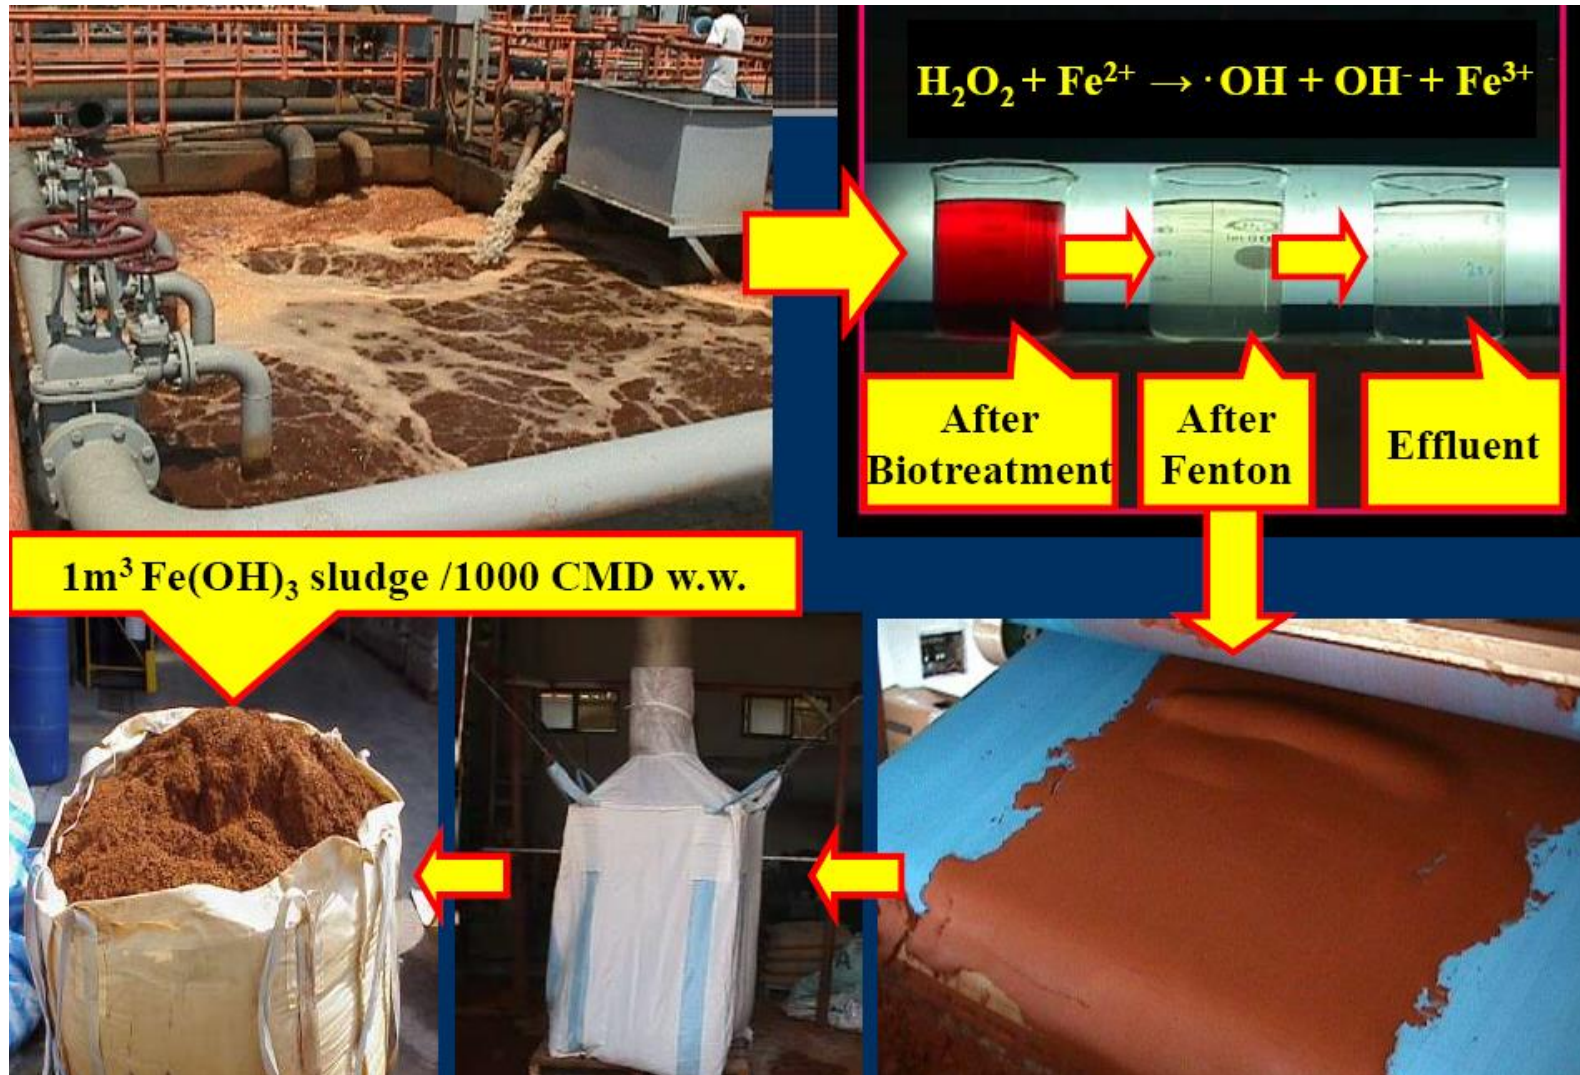 H₂O₂ + Fe²⁺ → ·OH + OH⁻ + Fe³⁺
After
Biotreatment
After
Fenton
Effluent
1m³ Fe(OH)₃ sludge /1000 CMD w.w.
A